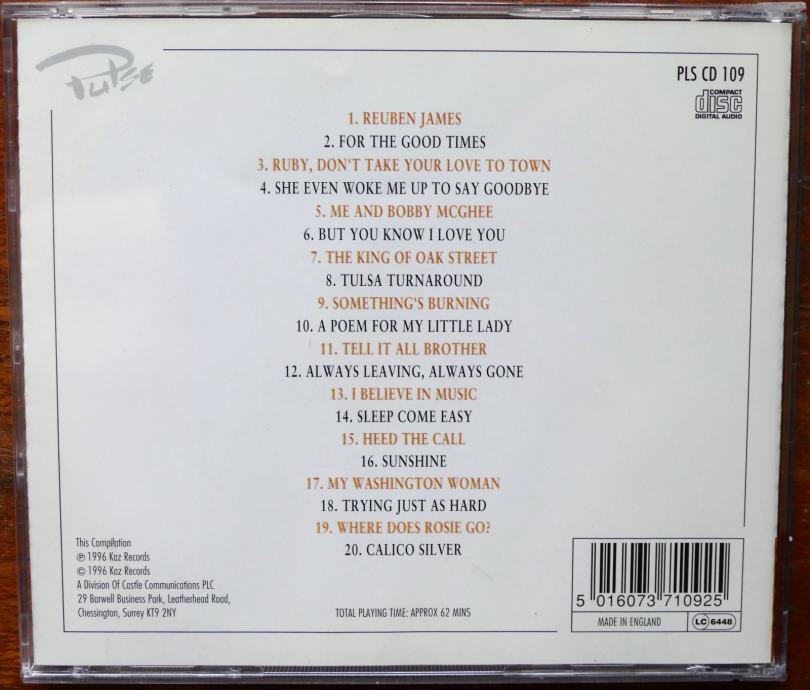 Pulse
PLS CD 109
COMPACT
disc
DIGITAL AUDIO
1. REUBEN JAMES
2. FOR THE GOOD TIMES
3. RUBY, DON'T TAKE YOUR LOVE TO TOWN
4. SHE EVEN WOKE ME UP TO SAY GOODBYE
5. ME AND BOBBY MCGHEE
6. BUT YOU KNOW I LOVE YOU
7. THE KING OF OAK STREET
8. TULSA TURNAROUND
9. SOMETHING'S BURNING
10. A POEM FOR MY LITTLE LADY
11. TELL IT ALL BROTHER
12. ALWAYS LEAVING, ALWAYS GONE
13. I BELIEVE IN MUSIC
14. SLEEP COME EASY
15. HEED THE CALL
16. SUNSHINE
17. MY WASHINGTON WOMAN
18. TRYING JUST AS HARD
19. WHERE DOES ROSIE GO?
20. CALICO SILVER
This Compilation
℗ 1996 Kaz Records
© 1996 Kaz Records
A Division Of Castle Communications PLC
29 Barwell Business Park, Leatherhead Road,
Chessington, Surrey KT9 2NY
TOTAL PLAYING TIME: APPROX 62 MINS
5 016073 710925
MADE IN ENGLAND
LC 6448